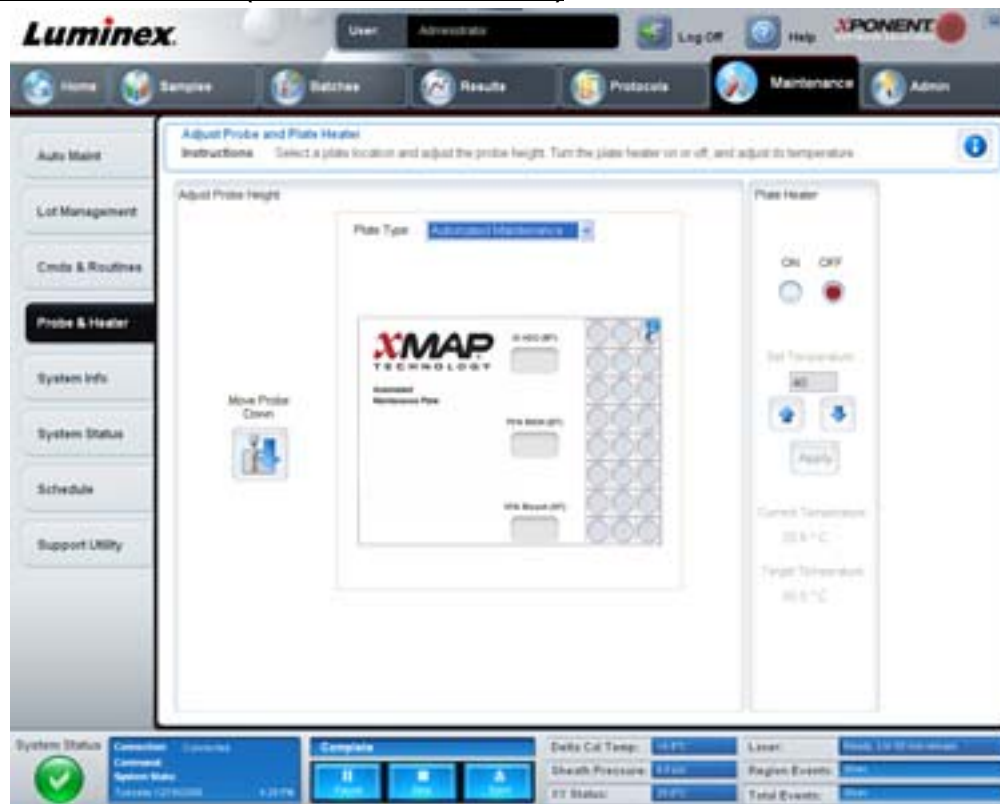 Luminex.
User: Administrator
Log Off
Help
XPONENT
Home
Samples
Batches
Results
Protocols
Maintenance
Admin
Auto Maint
Lot Management
Cmds & Routines
Probe & Heater
System Info
System Status
Schedule
Support Utility
Adjust Probe and Plate Heater
Instructions Select a plate location and adjust the probe height. Turn the plate heater on or off, and adjust its temperature.
Adjust Probe Height
Plate Type Automated Maintenance
Move Probe Down
XMAP
TECHNOLOGY
Automated
Maintenance Plate
Plate Heater
ON OFF
Set Temperature
40
Apply
Current Temperature
Target Temperature
System Status
Connection: Connected
Command:
System State:
Complete
Delta Cal Temp:
Sheath Pressure:
XY Status:
Laser:
Region Events:
Total Events: